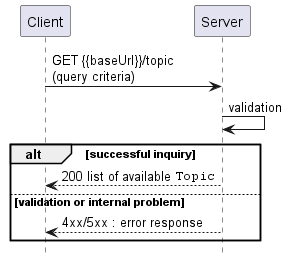 Client
Server
GET {{baseUrl}}/topic
(query criteria)
validation
alt
[successful inquiry]
200 list of available Topic
[validation or internal problem]
4xx/5xx : error response